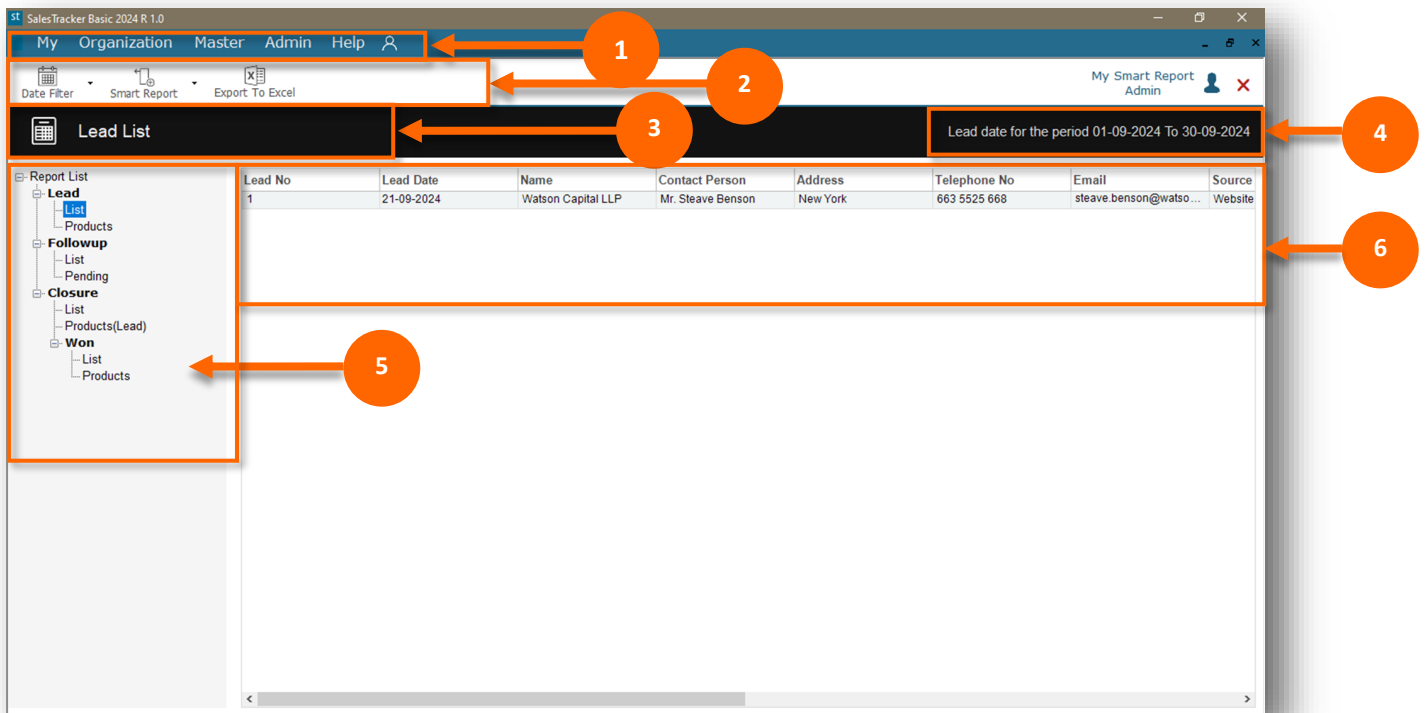 st SalesTracker Basic 2024 R 1.0
My Organization Master Admin Help
1
Date Filter Smart Report Export To Excel
2
My Smart Report
Admin
Lead List
3
Lead date for the period 01-09-2024 To 30-09-2024
4
Report List
Lead
List
Products
Followup
List
Pending
Closure
List
Products(Lead)
Won
List
Products
5
Lead No Lead Date Name Contact Person Address Telephone No Email Source
1 21-09-2024 Watson Capital LLP Mr. Steave Benson New York 663 5525 668 steave.benson@watso... Website
6